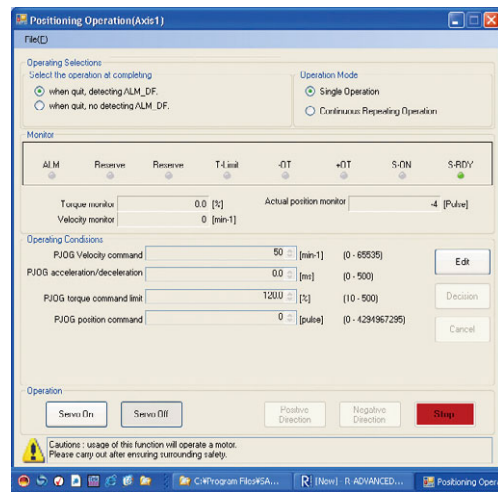 Positioning Operation(Axis1)
File(F)
Operating Selections
Select the operation at completing
when quit, detecting ALM_DF.
when quit, no detecting ALM_DF.
Operation Mode
Single Operation
Continuous Repeating Operation
Monitor
ALM Reserve Reserve T-Limit -OT +OT S-ON S-RDY
Torque monitor 0.0 [%] Actual position monitor -4 [Pulse]
Velocity monitor 0 [min-1]
Operating Condisions
PJOG Velocity command 50 [min-1] (0 - 65535) Edit
PJOG acceleration/deceleration 0.0 [ms] (0 - 500)
PJOG torque command limit 120.0 [%] (10 - 500) Decision
PJOG position command 0 [pulse] (0 - 4294967295)
Cancel
Operation
Servo On Servo Off Positive Direction Negative Direction Stop
Cautions : usage of this function will operate a motor.
Please carry out after ensuring surrounding safety.
C:\Program Files\SA... [New] - R-ADVANCED... Positioning Opera